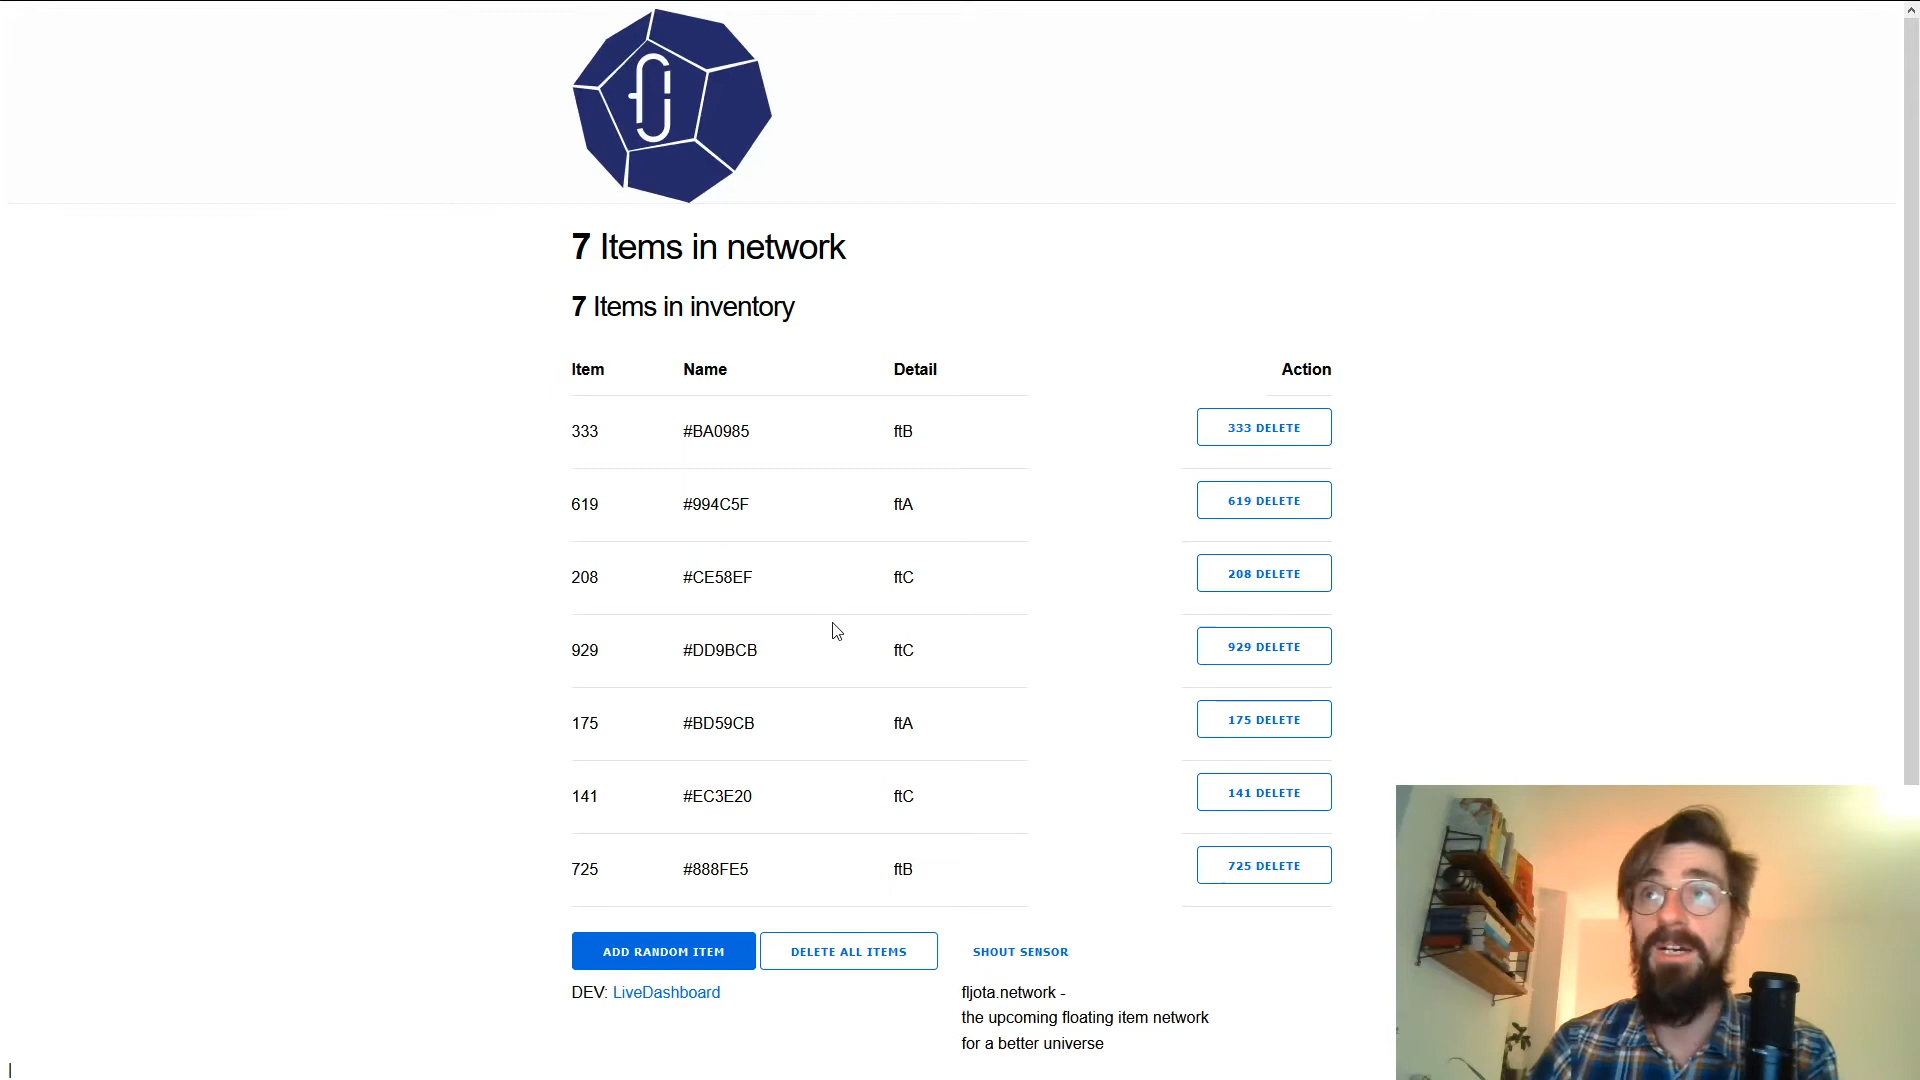 fj
7 Items in network
7 Items in inventory
Item Name Detail Action
333 #BA0985 ftB 333 DELETE
619 #994C5F ftA 619 DELETE
208 #CE58EF ftC 208 DELETE
929 #DD9BCB ftC 929 DELETE
175 #BD59CB ftA 175 DELETE
141 #EC3E20 ftC 141 DELETE
725 #888FE5 ftB 725 DELETE
ADD RANDOM ITEM DELETE ALL ITEMS SHOUT SENSOR
DEV: LiveDashboard fljota.network -
the upcoming floating item network
for a better universe